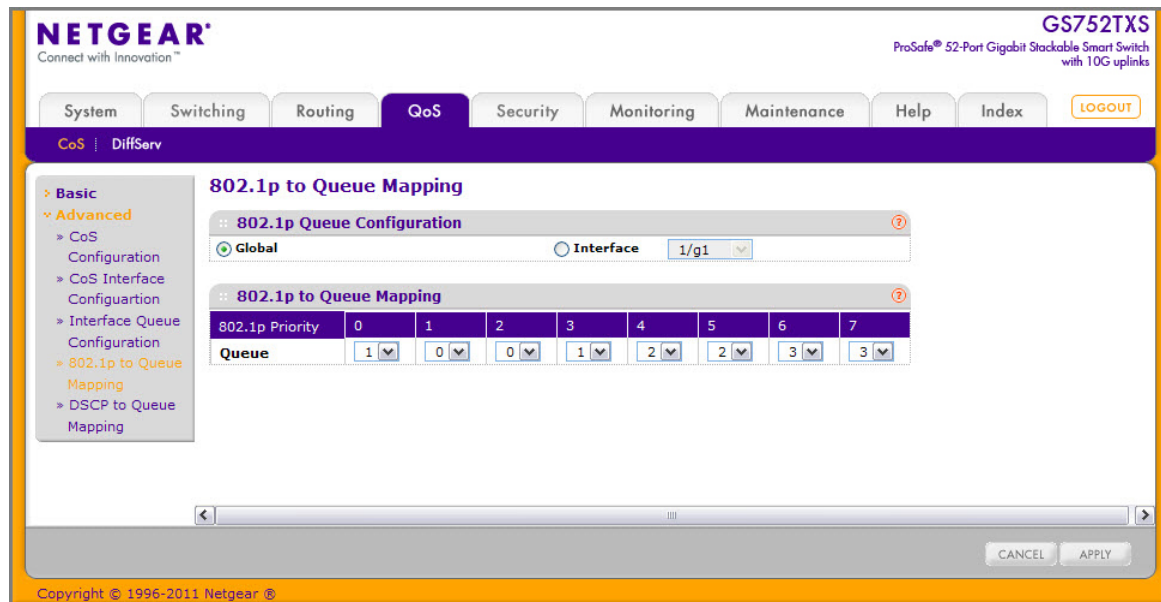 NETGEAR®
Connect with Innovation™
GS752TXS
ProSafe® 52-Port Gigabit Stackable Smart Switch
with 10G uplinks
System Switching Routing QoS Security Monitoring Maintenance Help Index LOGOUT
CoS | DiffServ
> Basic
Advanced
» CoS
Configuration
» CoS Interface
Configuartion
» Interface Queue
Configuration
» 802.1p to Queue
Mapping
» DSCP to Queue
Mapping
802.1p to Queue Mapping
802.1p Queue Configuration ?
Global Interface 1/g1
802.1p to Queue Mapping ?
802.1p Priority 0 1 2 3 4 5 6 7
Queue 1 0 0 1 2 2 3 3
CANCEL APPLY
Copyright © 1996-2011 Netgear ®